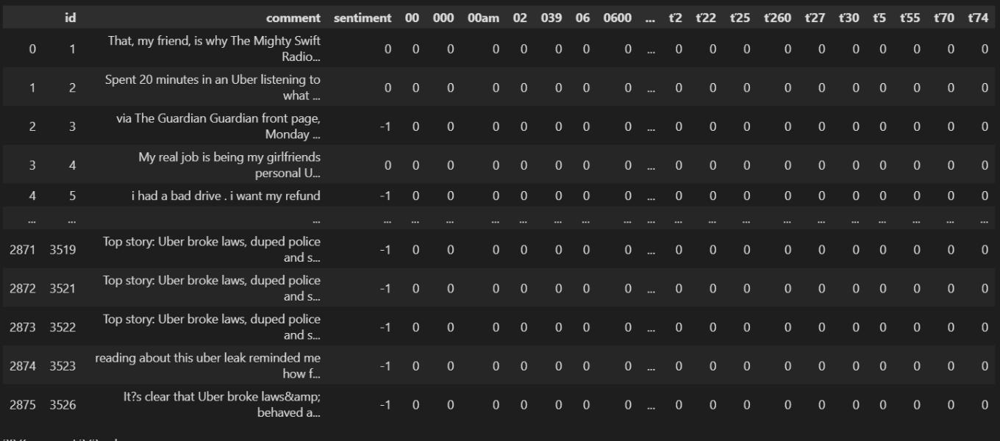 id comment sentiment 00 000 00am 02 039 06 0600 ... ť2 ť22 ť25 ť260 ť27 ť30 ť5 ť55 ť70 ť74
0 1 That, my friend, is why The Mighty Swift Radio... 0 0 0 0 0 0 0 0 ... 0 0 0 0 0 0 0 0 0 0
1 2 Spent 20 minutes in an Uber listening to what ... 0 0 0 0 0 0 0 0 ... 0 0 0 0 0 0 0 0 0 0
2 3 via The Guardian Guardian front page, Monday ... -1 0 0 0 0 0 0 0 ... 0 0 0 0 0 0 0 0 0 0
3 4 My real job is being my girlfriends personal U... 0 0 0 0 0 0 0 0 ... 0 0 0 0 0 0 0 0 0 0
4 5 i had a bad drive . i want my refund -1 0 0 0 0 0 0 0 ... 0 0 0 0 0 0 0 0 0 0
... ... ... ... ... ... ... ... ... ... ... ... ... ... ... ... ... ... ... ... ... ...
2871 3519 Top story: Uber broke laws, duped police and s... -1 0 0 0 0 0 0 0 ... 0 0 0 0 0 0 0 0 0 0
2872 3521 Top story: Uber broke laws, duped police and s... -1 0 0 0 0 0 0 0 ... 0 0 0 0 0 0 0 0 0 0
2873 3522 Top story: Uber broke laws, duped police and s... -1 0 0 0 0 0 0 0 ... 0 0 0 0 0 0 0 0 0 0
2874 3523 reading about this uber leak reminded me how f... -1 0 0 0 0 0 0 0 ... 0 0 0 0 0 0 0 0 0 0
2875 3526 It?s clear that Uber broke laws&amp; behaved a... -1 0 0 0 0 0 0 0 ... 0 0 0 0 0 0 0 0 0 0